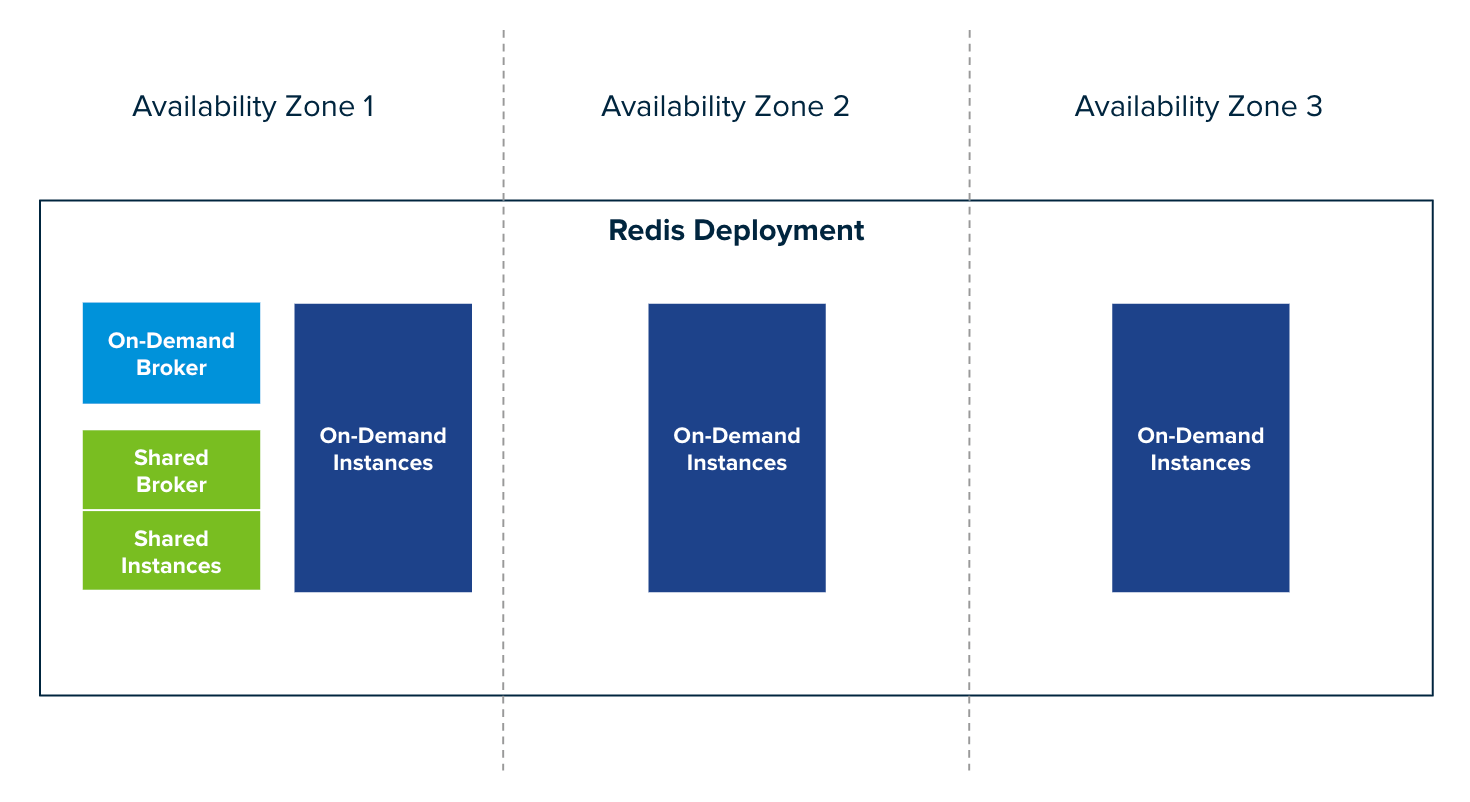 Availability Zone 1
Availability Zone 2
Availability Zone 3
Redis Deployment
On-Demand
Broker
Shared
Broker
Shared
Instances
On-Demand
Instances
On-Demand
Instances
On-Demand
Instances